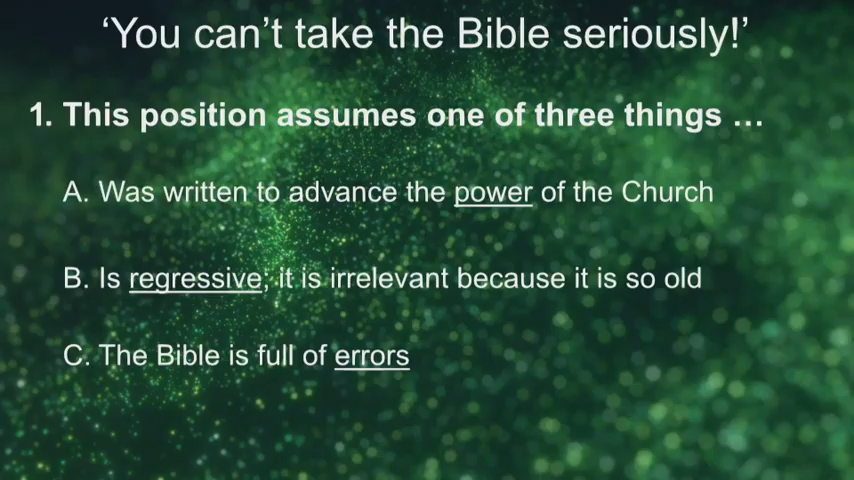 ‘You can’t take the Bible seriously!’
1. This position assumes one of three things …
A. Was written to advance the power of the Church
B. Is regressive; it is irrelevant because it is so old
C. The Bible is full of errors